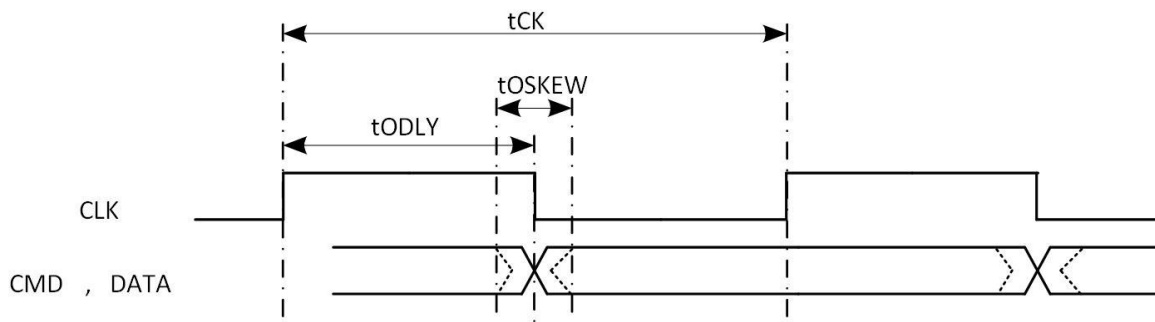 tCK
tOSKEW
tODLY
CLK
CMD , DATA